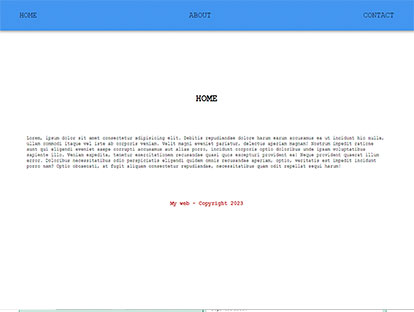 HOME ABOUT CONTACT
HOME
Lorem, ipsum dolor sit amet consectetur adipisicing elit. Debitis repudiandae dolore harum earum accusamus ea ut incidunt hic nulla,
ullam commodi itaque vel iste ab corporis veniam. Velit magni eveniet pariatur, delectus aperiam magnam! Cumque impedit ratione
sunt qui eligendi eveniet saepe corrupti accusamus aut alias porro, incidunt corporis optio doloribus unde ipsam voluptatibus
sapiente illo. Veniam expedita, tenetur exercitationem recusandae quasi quis excepturi provident ea! Neque provident quaerat illum
error. Doloribus necessitatibus odio perspiciatis eligendi quidem omnis recusandae aperiam, optio, veritatis est impedit incidunt
porro nam? Optio obcaecati, at fugit aliquam consectetur repudiandae, necessitatibus quam odit repellat sequi harum!
My web - Copyright 2023